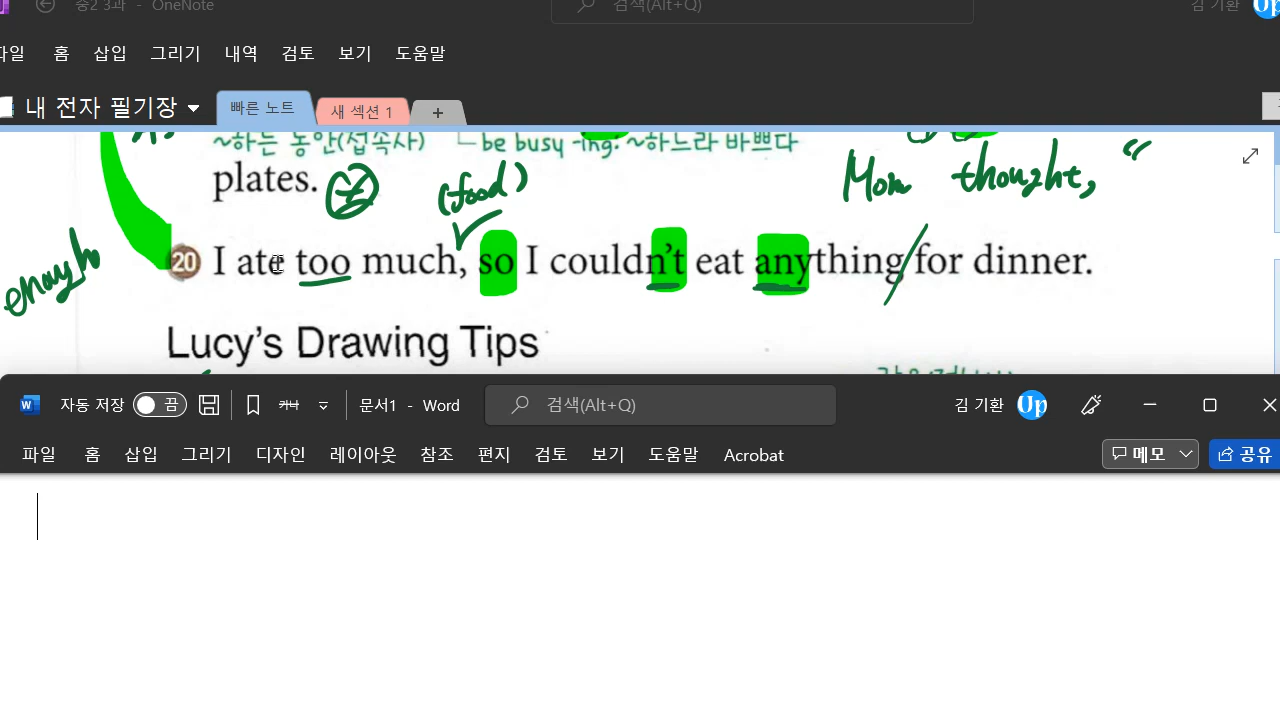 중2 3과 - OneNote
검색(Alt+Q)
김 기환
Up
파일 홈 삽입 그리기 내역 검토 보기 도움말
내 전자 필기장
빠른 노트
새 섹션 1
+
~하는 동안(접속사) be busy -ing: ~하느라 바쁘다
plates.
(food)
Mom thought, “
enough
20 I ate too much, so I couldn't eat anything / for dinner.
Lucy's Drawing Tips
자동 저장 끔 가나 문서1 - Word
검색(Alt+Q)
김 기환
Up
파일 홈 삽입 그리기 디자인 레이아웃 참조 편지 검토 보기 도움말 Acrobat
메모
공유